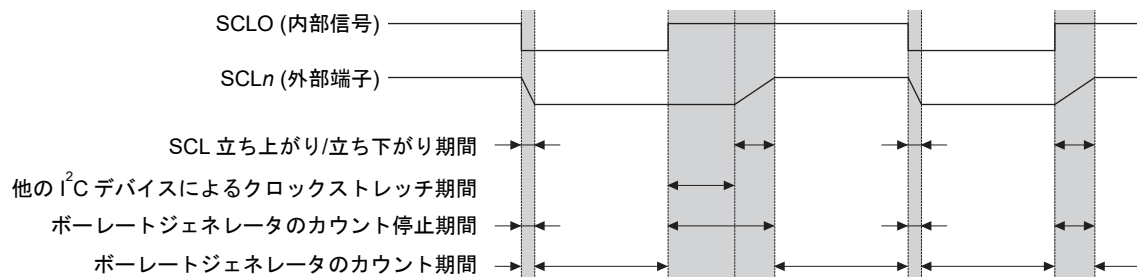 SCLO (内部信号)
SCLn (外部端子)
SCL 立ち上がり/立ち下がり期間
他の I²C デバイスによるクロックストレッチ期間
ボーレートジェネレータのカウント停止期間
ボーレートジェネレータのカウント期間